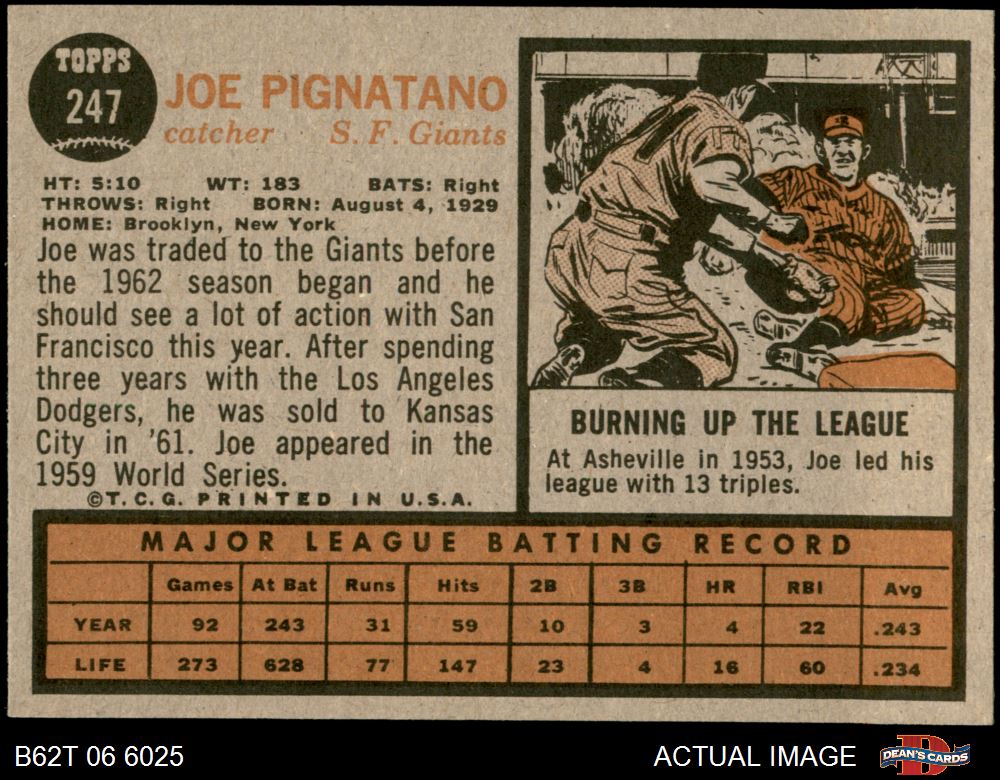 TOPPS
247
JOE PIGNATANO
catcher S. F. Giants
HT: 5:10 WT: 183 BATS: Right
THROWS: Right BORN: August 4, 1929
HOME: Brooklyn, New York
Joe was traded to the Giants before
the 1962 season began and he
should see a lot of action with San
Francisco this year. After spending
three years with the Los Angeles
Dodgers, he was sold to Kansas
City in '61. Joe appeared in the
1959 World Series.
©T. C. G. PRINTED IN U.S.A.
BURNING UP THE LEAGUE
At Asheville in 1953, Joe led his
league with 13 triples.
MAJOR LEAGUE BATTING RECORD
Games At Bat Runs Hits 2B 3B HR RBI Avg
YEAR 92 243 31 59 10 3 4 22 .243
LIFE 273 628 77 147 23 4 16 60 .234
B62T 06 6025 ACTUAL IMAGE DEAN'S CARDS